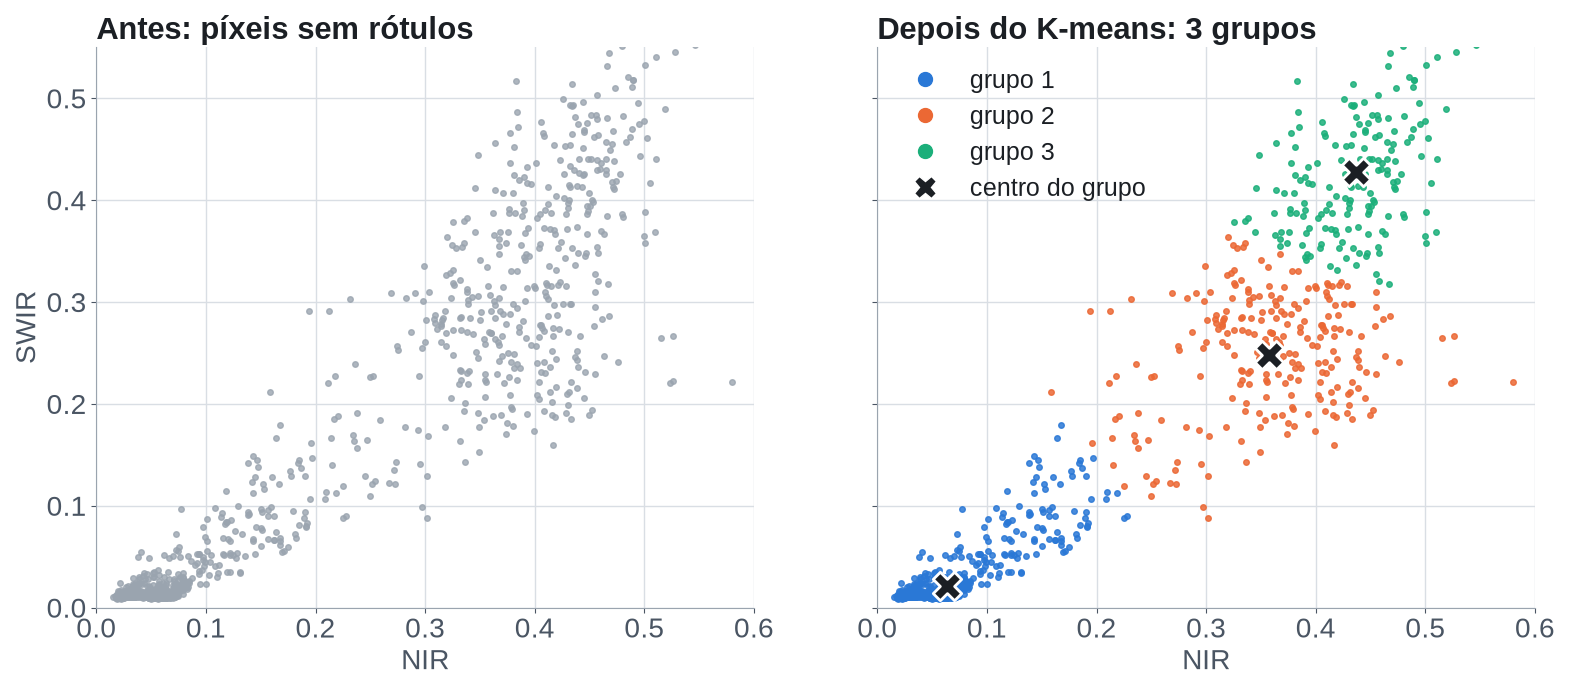 Antes: píxeis sem rótulos
SWIR
0.5
0.4
0.3
0.2
0.1
0.0
0.0 0.1 0.2 0.3 0.4 0.5 0.6
NIR
Depois do K-means: 3 grupos
grupo 1
grupo 2
grupo 3
centro do grupo
0.0 0.1 0.2 0.3 0.4 0.5 0.6
NIR